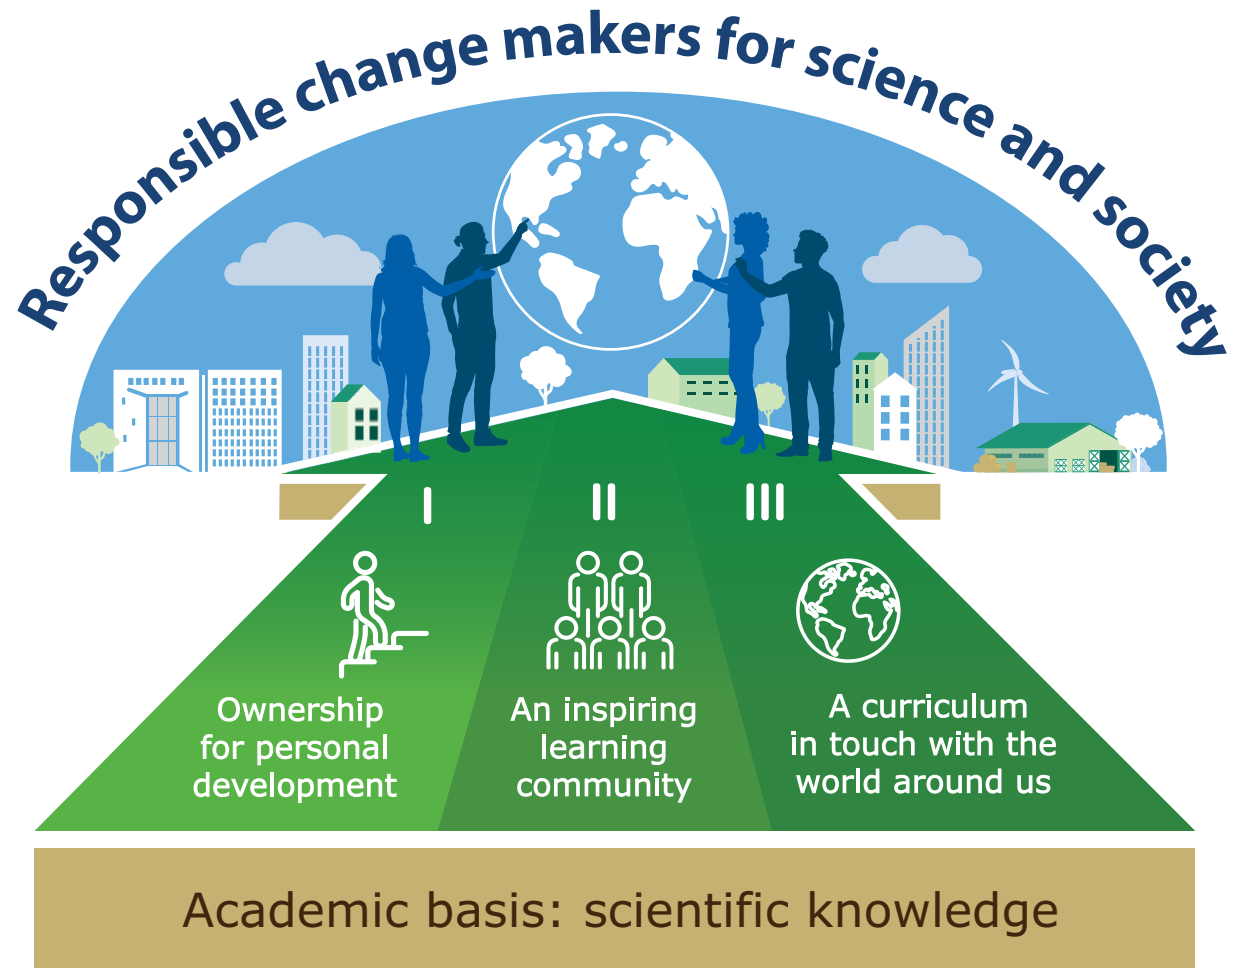 Responsible change makers for science and society
I
II
III
Ownership
for personal
development
An inspiring
learning
community
A curriculum
in touch with the
world around us
Academic basis: scientific knowledge